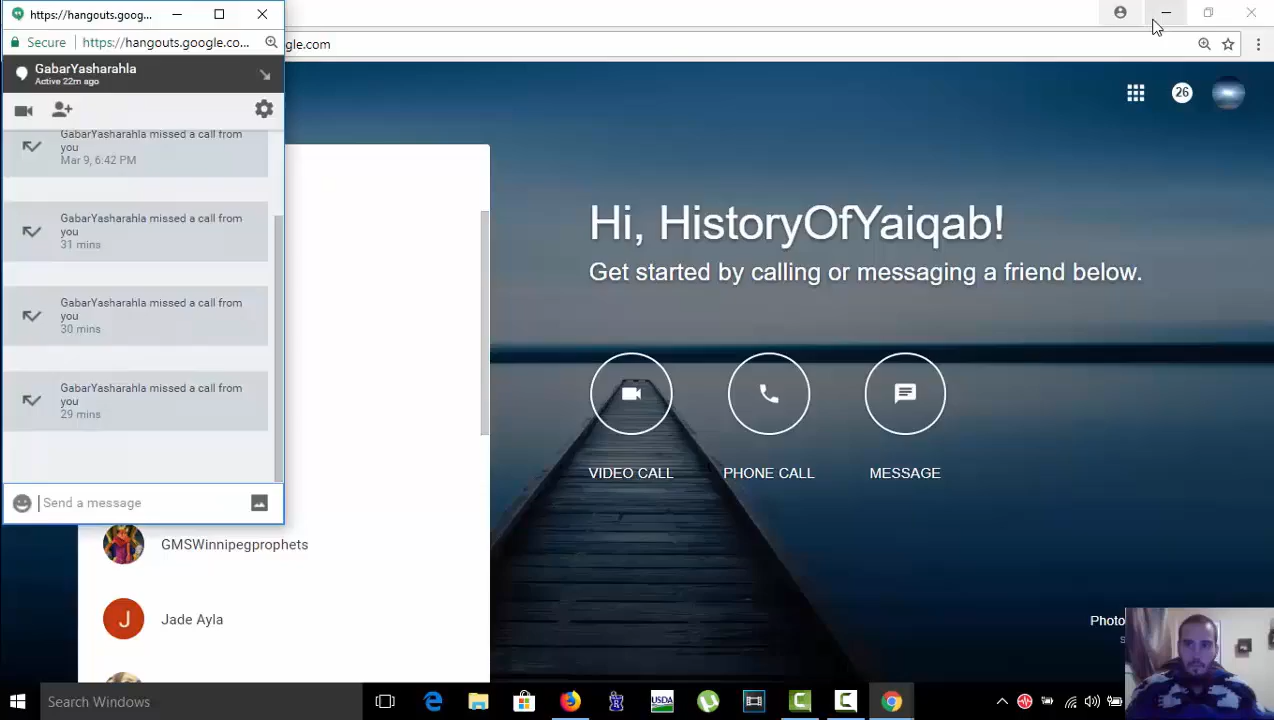 https://hangouts.goog...
Secure
https://hangouts.google.co...
gle.com
GabarYasharahla
Active 22m ago
26
GabarYasharahla missed a call from
you
Mar 9, 6:42 PM
GabarYasharahla missed a call from
you
31 mins
GabarYasharahla missed a call from
you
30 mins
GabarYasharahla missed a call from
you
29 mins
Send a message
Hi, HistoryOfYaiqab!
Get started by calling or messaging a friend below.
VIDEO CALL
PHONE CALL
MESSAGE
GMSWinnipegprophets
J
Jade Ayla
Photo
Search Windows
USDA